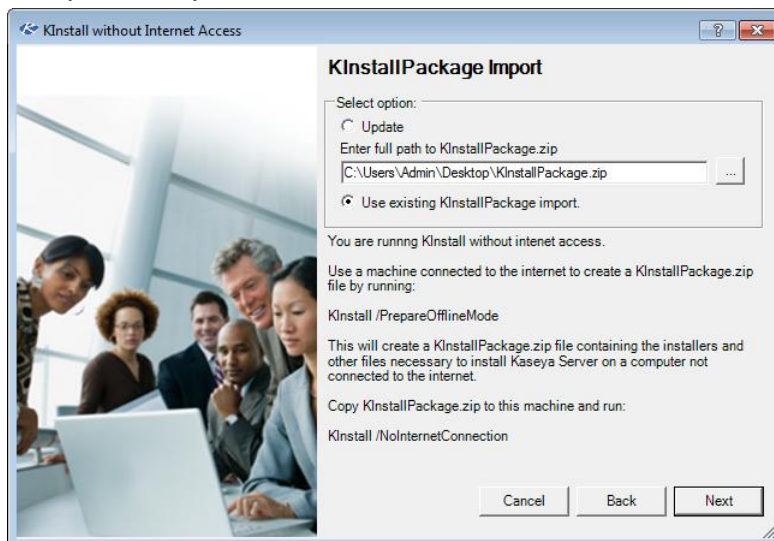 KInstall without Internet Access
KInstallPackage Import
Select option:
Update
Enter full path to KInstallPackage.zip
C:\Users\Admin\Desktop\KInstallPackage.zip
...
Use existing KInstallPackage import.
You are runnng KInstall without intenet access.
Use a machine connected to the internet to create a KInstallPackage.zip
file by running:
KInstall /PrepareOfflineMode
This will create a KInstallPackage.zip file containing the installers and
other files necessary to install Kaseya Server on a computer not
connected to the internet.
Copy KInstallPackage.zip to this machine and run:
KInstall /NoInternetConnection
Cancel Back Next